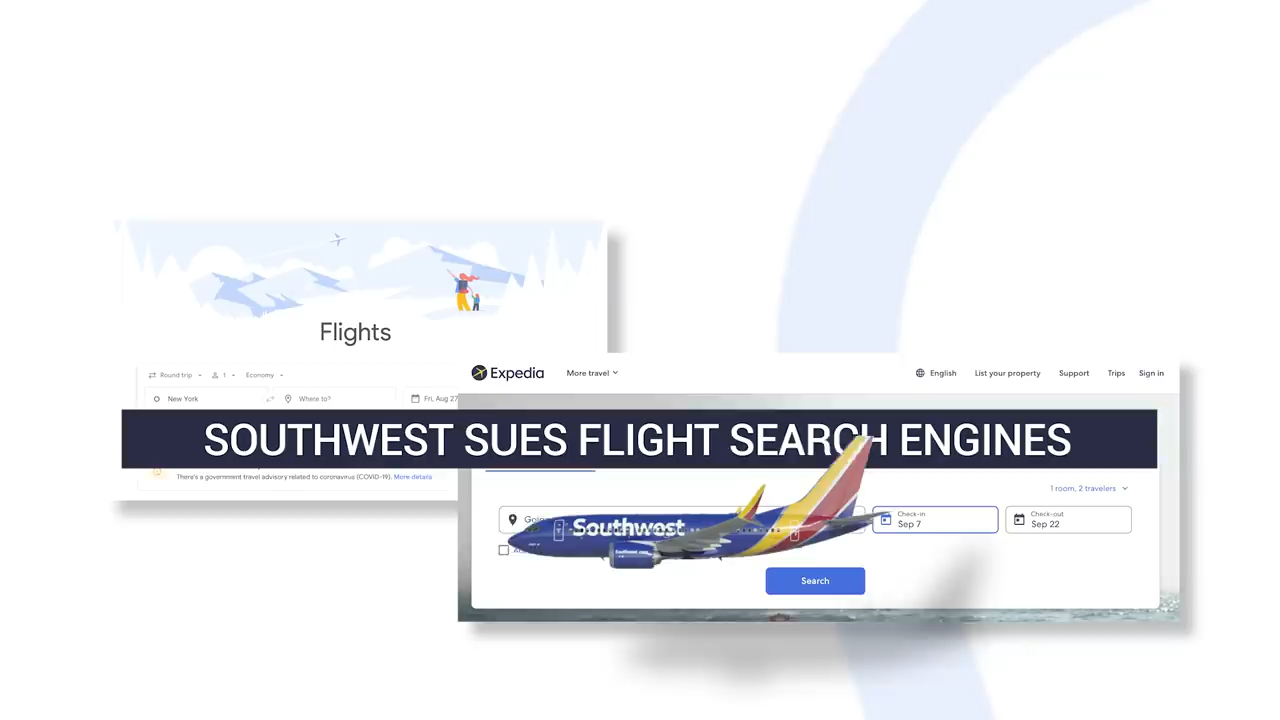 Flights
Round trip
1
Economy
New York
Where to?
Fri, Aug 27
Expedia
More travel
English
List your property
Support
Trips
Sign in
SOUTHWEST SUES FLIGHT SEARCH ENGINES
There's a government travel advisory related to coronavirus (COVID-19). More details
1 room, 2 travelers
Southwest
Check-in
Sep 7
Check-out
Sep 22
Search